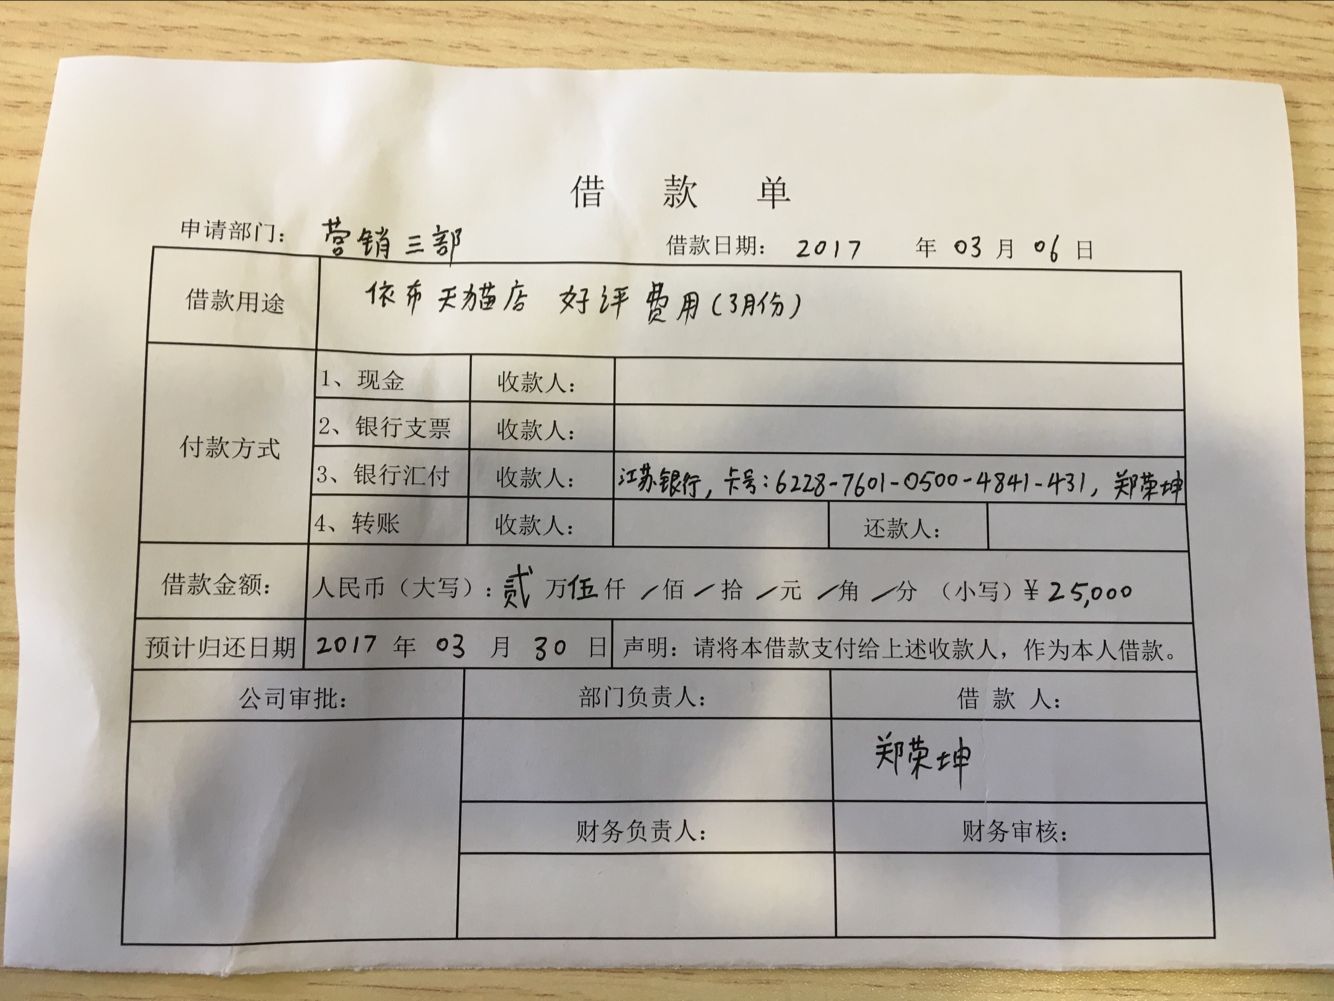 借 款 单
申请部门: 营销三部 借款日期: 2017 年 03 月 06 日
借款用途 依布天猫店 好评费用(3月份)
付款方式
1、现金 收款人:
2、银行支票 收款人:
3、银行汇付 收款人: 江苏银行, 卡号:6228-7601-0500-4841-431, 郑荣坤
4、转账 收款人: 还款人:
借款金额: 人民币(大写):贰万伍仟/佰/拾/元/角/分 (小写)¥25,000
预计归还日期 2017 年 03 月 30 日 声明:请将本借款支付给上述收款人,作为本人借款。
公司审批: 部门负责人: 借 款 人:
郑荣坤
财务负责人: 财务审核: